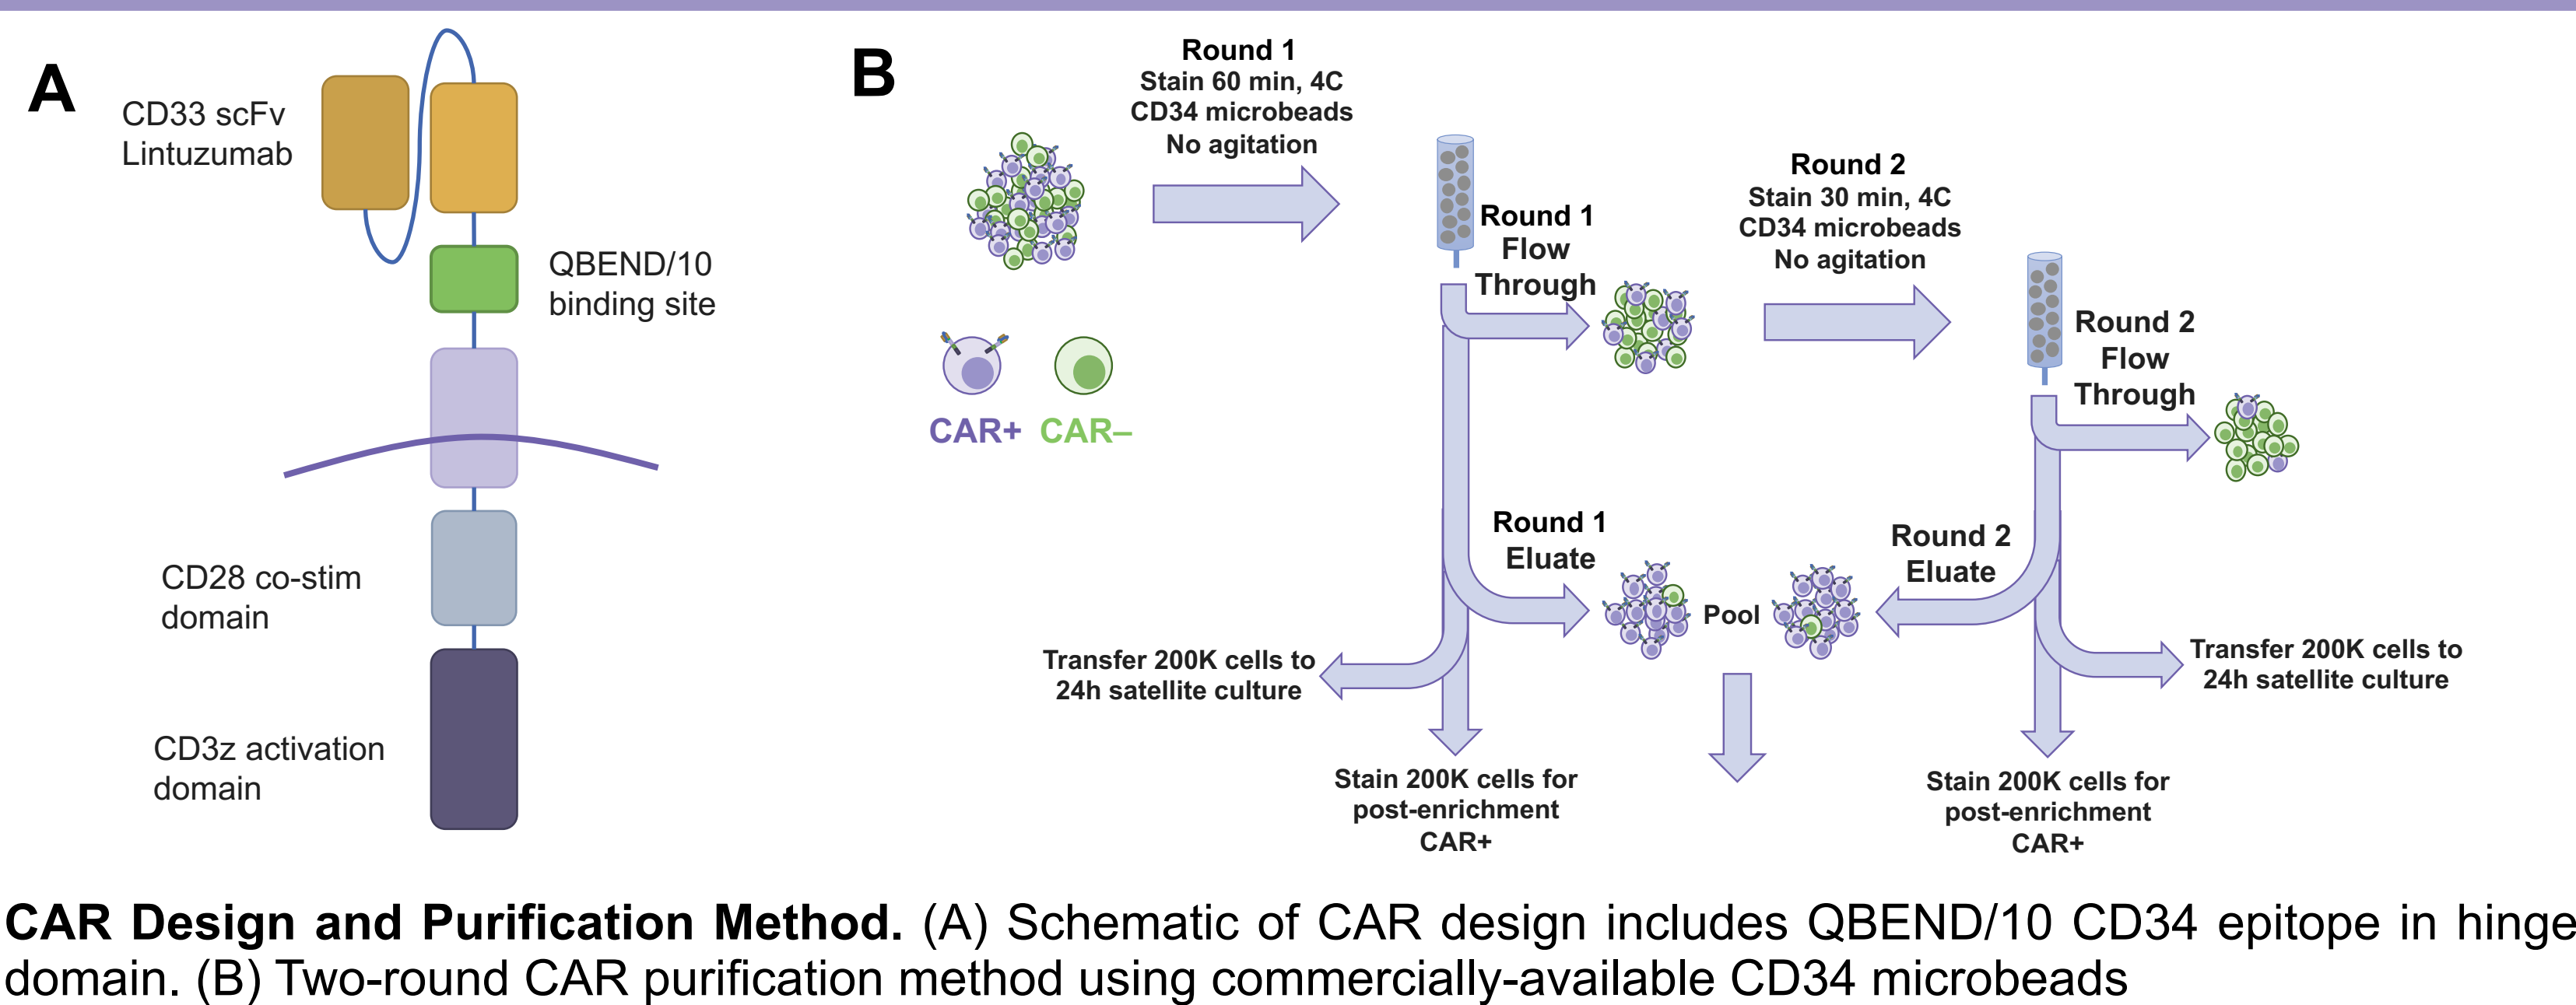 A
CD33 scFv
Lintuzumab
QBEND/10
binding site
CD28 co-stim
domain
CD3z activation
domain
B
Round 1
Stain 60 min, 4C
CD34 microbeads
No agitation
CAR+ CAR–
Round 1
Flow
Through
Round 2
Stain 30 min, 4C
CD34 microbeads
No agitation
Round 2
Flow
Through
Round 1
Eluate
Pool
Round 2
Eluate
Transfer 200K cells to
24h satellite culture
Stain 200K cells for
post-enrichment
CAR+
Transfer 200K cells to
24h satellite culture
Stain 200K cells for
post-enrichment
CAR+
CAR Design and Purification Method. (A) Schematic of CAR design includes QBEND/10 CD34 epitope in hinge
domain. (B) Two-round CAR purification method using commercially-available CD34 microbeads